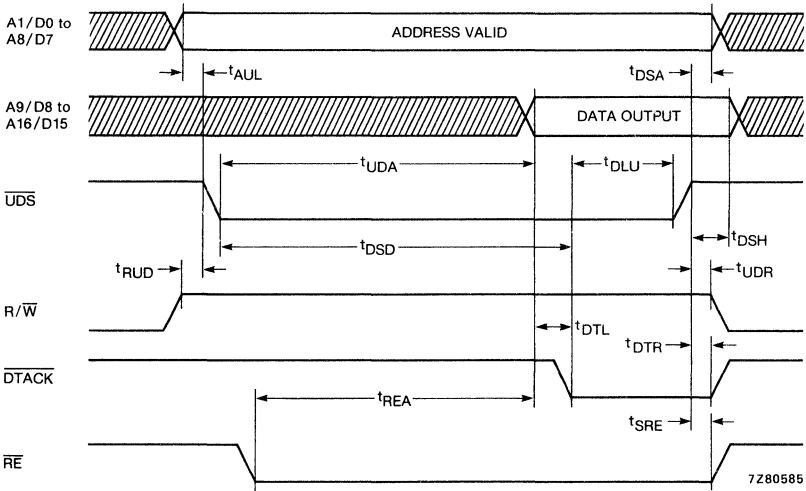 A1/D0 to
A8/D7
ADDRESS VALID
tAUL
tDSA
A9/D8 to
A16/D15
DATA OUTPUT
tUDA
tDLU
UDS
tDSD
tDSH
tRUD
tUDR
R/W
tDTL
tDTR
DTACK
tREA
tSRE
RE
7Z80585